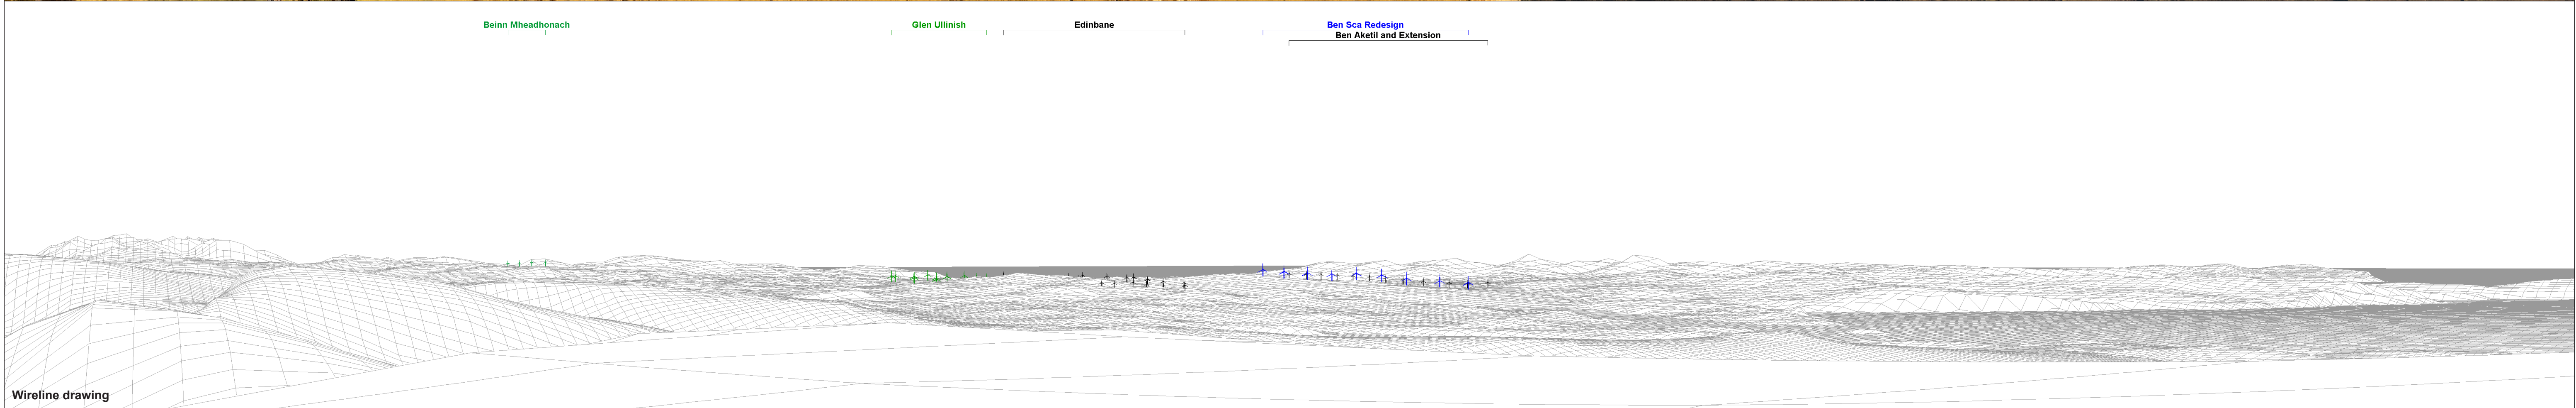 Beinn Mheadhonach
Glen Ullinish
Edinbane
Ben Sca Redesign
Ben Aketil and Extension
Wireline drawing